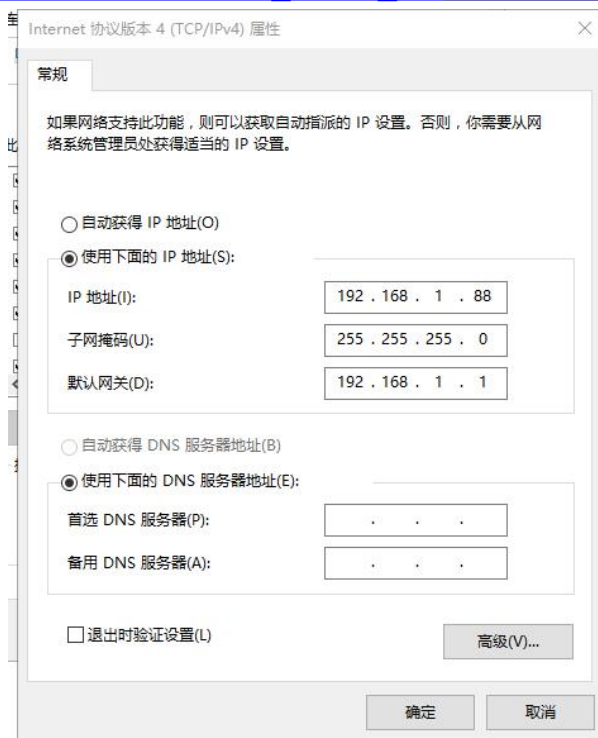 Internet 协议版本 4 (TCP/IPv4) 属性
常规
如果网络支持此功能，则可以获取自动指派的 IP 设置。否则，你需要从网
络系统管理员处获得适当的 IP 设置。
自动获得 IP 地址(O)
使用下面的 IP 地址(S):
IP 地址(I): 192 . 168 . 1 . 88
子网掩码(U): 255 . 255 . 255 . 0
默认网关(D): 192 . 168 . 1 . 1
自动获得 DNS 服务器地址(B)
使用下面的 DNS 服务器地址(E):
首选 DNS 服务器(P): . . .
备用 DNS 服务器(A): . . .
退出时验证设置(L)
高级(V)...
确定 取消